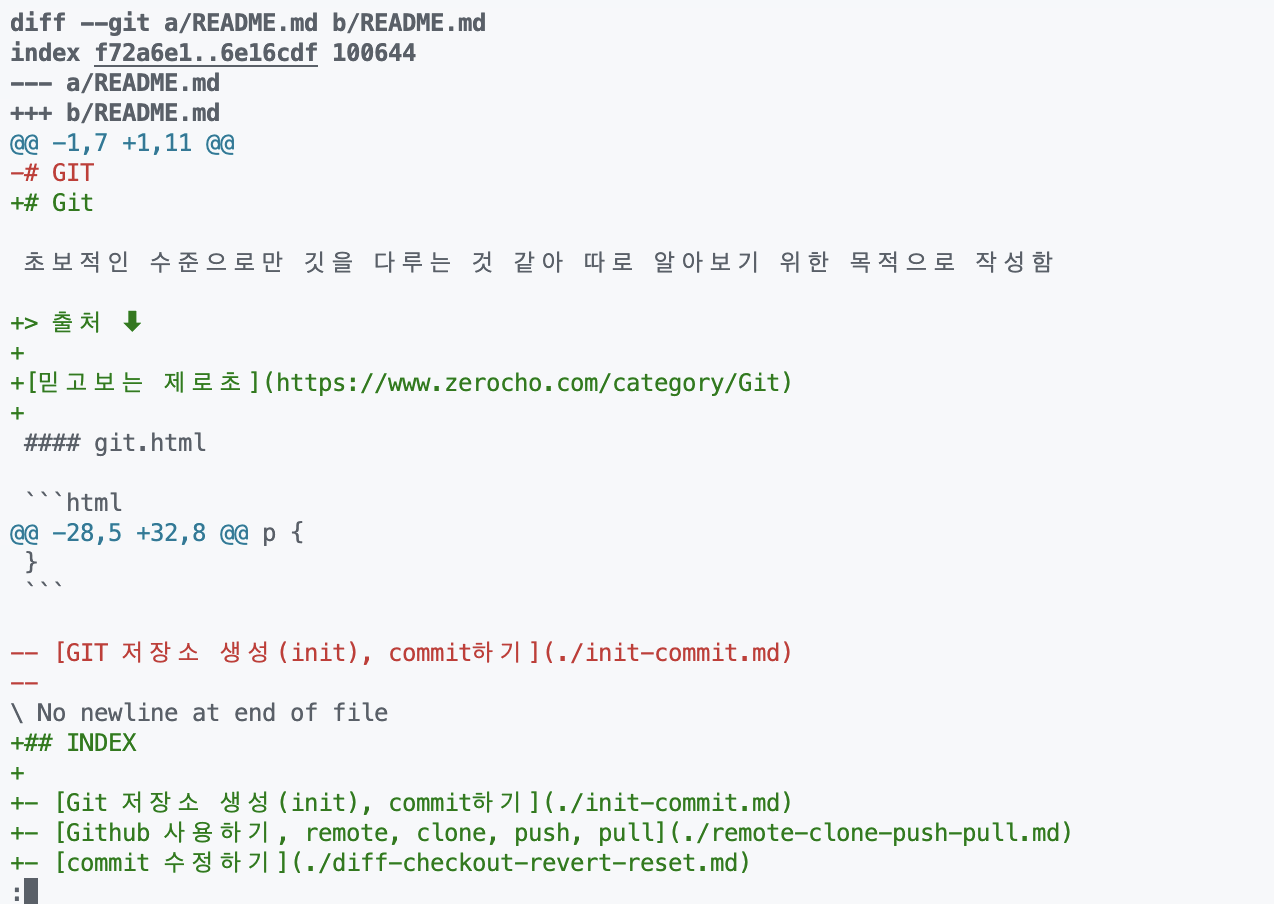 diff --git a/README.md b/README.md
index f72a6e1..6e16cdf 100644
--- a/README.md
+++ b/README.md
@@ -1,7 +1,11 @@
-# GIT
+# Git

 초보적인 수준으로만 깃을 다루는 것 같아 따로 알아보기 위한 목적으로 작성함

+> 출처 ⬇
+
+[믿고보는 제로초](https://www.zerocho.com/category/Git)
+
 #### git.html

 ```html
@@ -28,5 +32,8 @@ p {
 }
 ```

-- [GIT 저장소 생성(init), commit하기](./init-commit.md)
--
\ No newline at end of file
+## INDEX
+
+- [Git 저장소 생성(init), commit하기](./init-commit.md)
+- [Github 사용하기, remote, clone, push, pull](./remote-clone-push-pull.md)
+- [commit 수정하기](./diff-checkout-revert-reset.md)
: